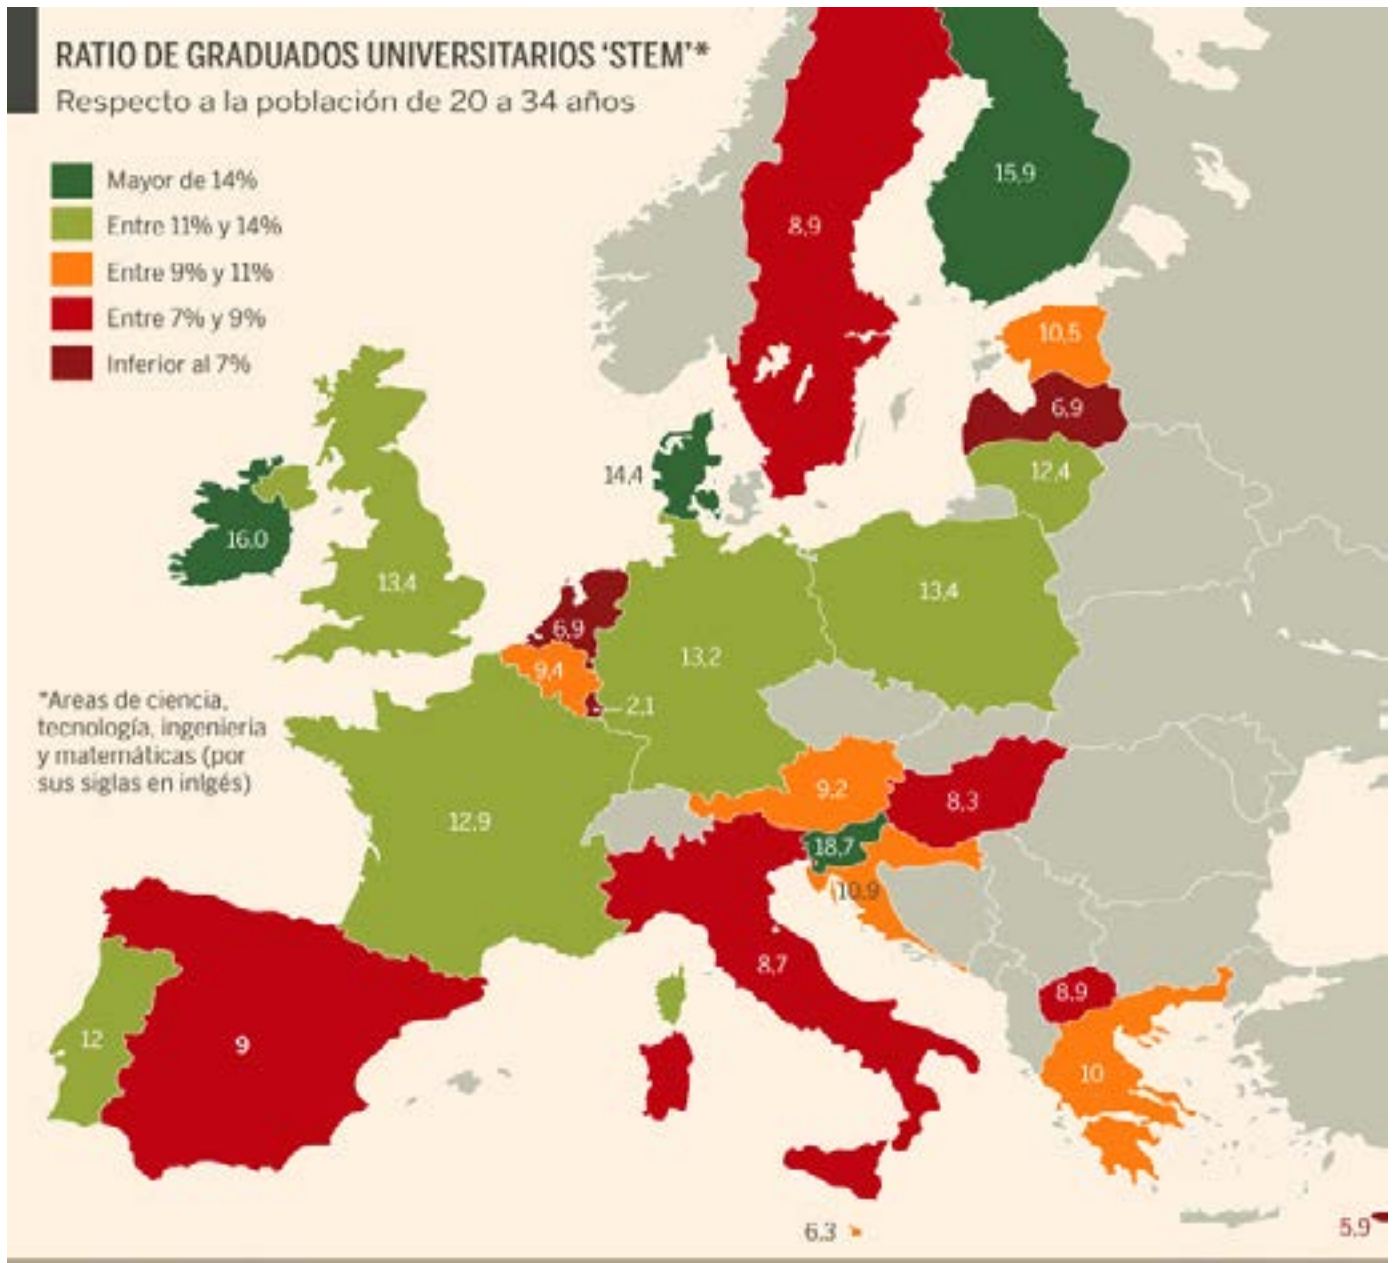 RATIO DE GRADUADOS UNIVERSITARIOS ‘STEM’*
Respecto a la población de 20 a 34 años
Mayor de 14%
Entre 11% y 14%
Entre 9% y 11%
Entre 7% y 9%
Inferior al 7%
15,9
8,9
10,5
6,9
12,4
14,4
16,0
13,4
13,4
6,9
13,2
9,4
2,1
*Areas de ciencia,
tecnología, ingeniería
y matemáticas (por
sus siglas en inlgés)
9,2
8,3
12,9
18,7
10,9
8,7
8,9
12
9
10
6,3
5,9